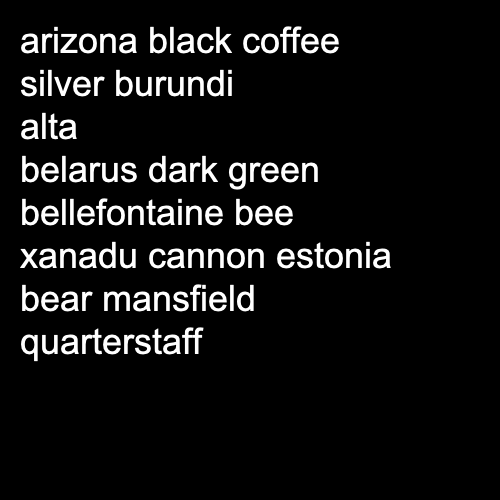 arizona black coffee
silver burundi
alta
belarus dark green
bellefontaine bee
xanadu cannon estonia
bear mansfield
quarterstaff